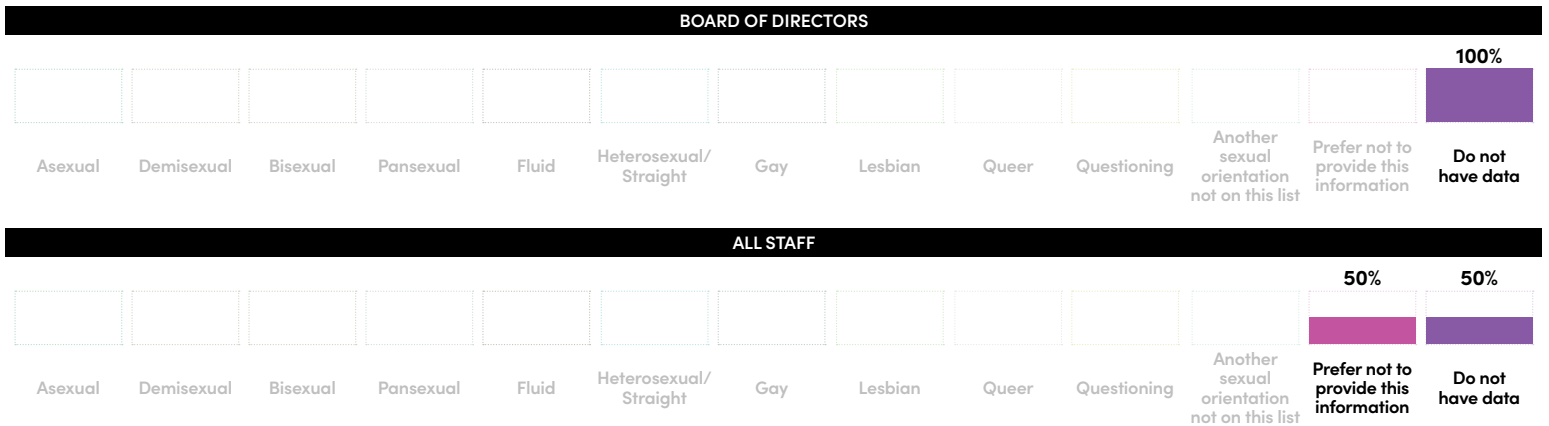 BOARD OF DIRECTORS
100%
Asexual
Demisexual
Bisexual
Pansexual
Fluid
Heterosexual/
Straight
Gay
Lesbian
Queer
Questioning
Another
sexual
orientation
not on this list
Prefer not to
provide this
information
Do not
have data
ALL STAFF
50%
50%
Asexual
Demisexual
Bisexual
Pansexual
Fluid
Heterosexual/
Straight
Gay
Lesbian
Queer
Questioning
Another
sexual
orientation
not on this list
Prefer not to
provide this
information
Do not
have data